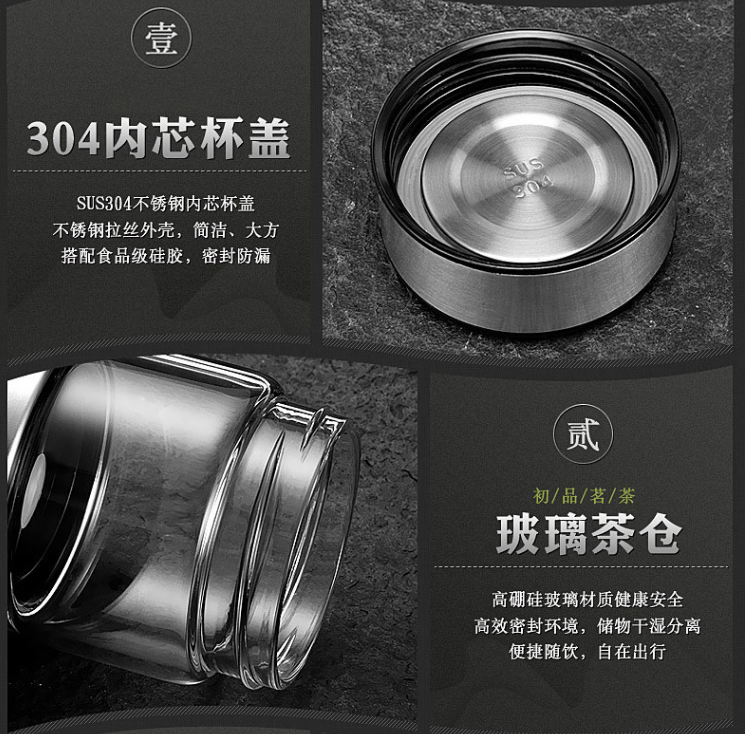 壹
304内芯杯盖
SUS304不锈钢内芯杯盖
不锈钢拉丝外壳，简洁、大方
搭配食品级硅胶，密封防漏
SUS
304
贰
初/品/茗/茶
玻璃茶仓
高硼硅玻璃材质健康安全
高效密封环境，储物干湿分离
便捷随饮，自在出行